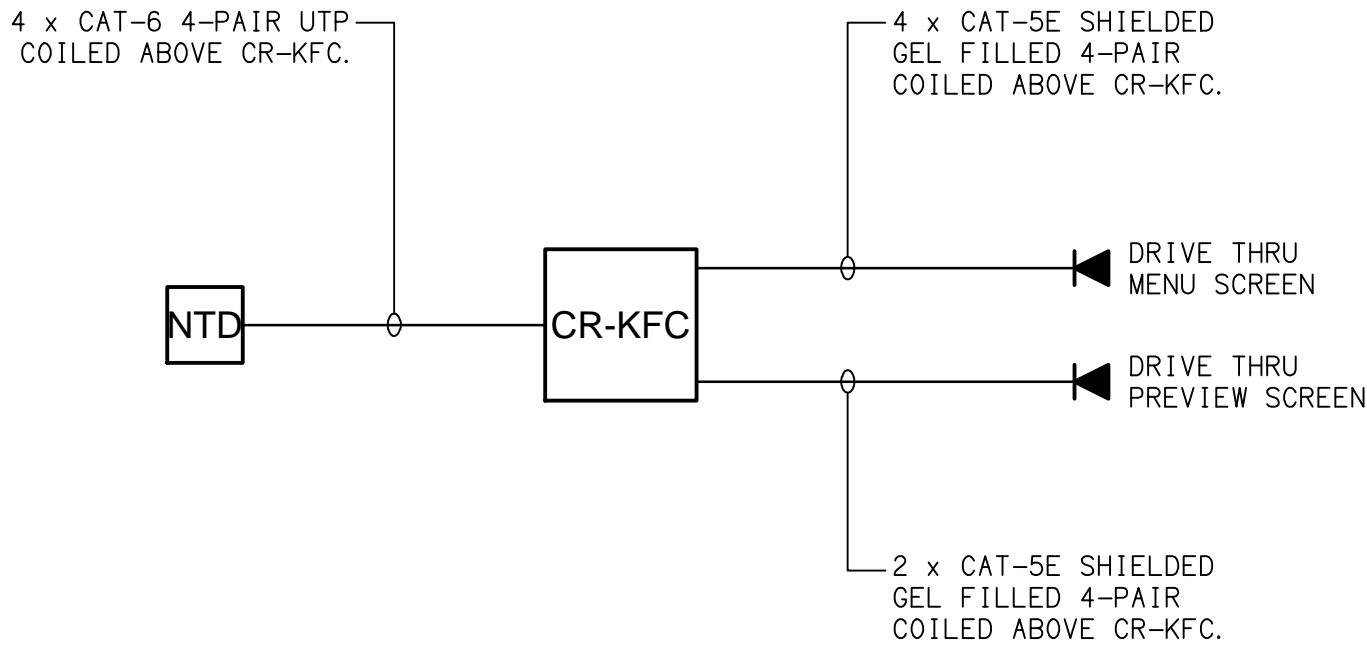 4 x CAT-6 4-PAIR UTP
COILED ABOVE CR-KFC.
4 x CAT-5E SHIELDED
GEL FILLED 4-PAIR
COILED ABOVE CR-KFC.
NTD
CR-KFC
DRIVE THRU
MENU SCREEN
DRIVE THRU
PREVIEW SCREEN
2 x CAT-5E SHIELDED
GEL FILLED 4-PAIR
COILED ABOVE CR-KFC.